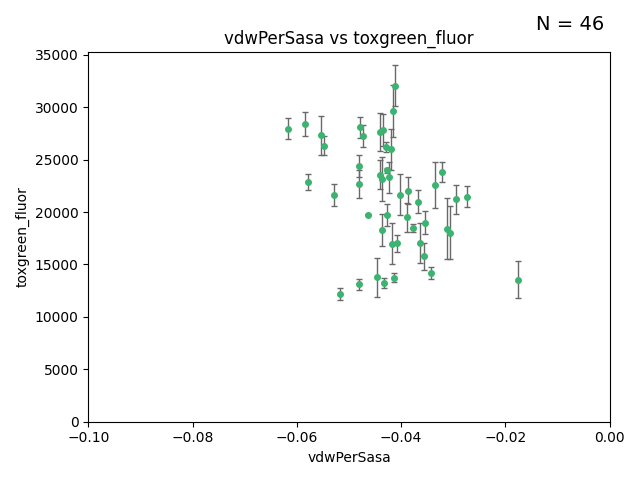 N = 46
vdwPerSasa vs toxgreen_fluor
toxgreen_fluor
35000
30000
25000
20000
15000
10000
5000
0
−0.10 −0.08 −0.06 −0.04 −0.02 0.00
vdwPerSasa